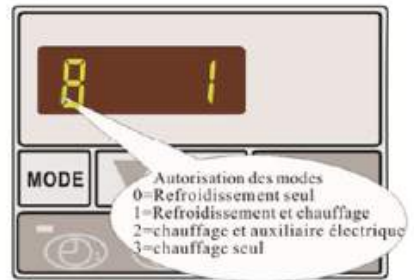 8 1
MODE
Autorisation des modes
0=Refroidissement seul
1=Refroidissement et chauffage
2=chauffage et auxiliaire électrique
3=chauffage seul